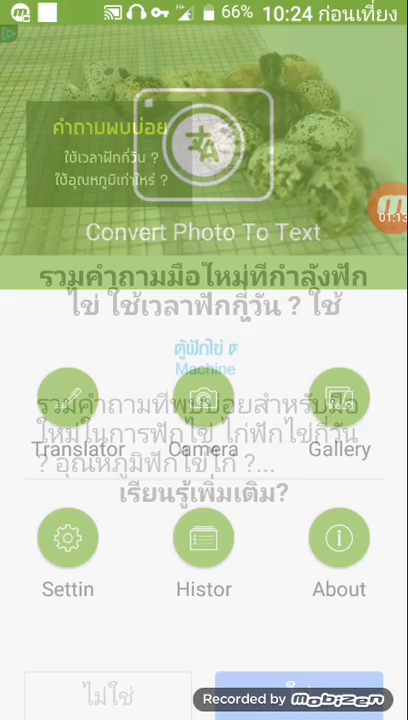 66% 10:24 ก่อนเที่ยง
คำถามพบบ่อย
ใช้เวลาฟักกี่วัน ?
ใช้อุณหภูมิเท่าไหร่ ?
01:13
Convert Photo To Text
รวมคำถามมือใหม่ที่กำลังฟัก
ไข่ ใช้เวลาฟักกี่วัน ? ใช้
ตู้ฟักไข่
Machine
รวมคำถามที่พบบ่อยสำหรับมือ
ใหม่ในการฟักไข่ ไก่ฟักไข่กี่วัน
? อุณหภูมิฟักไข่ไก่ ?...
Translator Camera Gallery
เรียนรู้เพิ่มเติม?
Settin Histor About
ไม่ใช่
Recorded by Mobizen